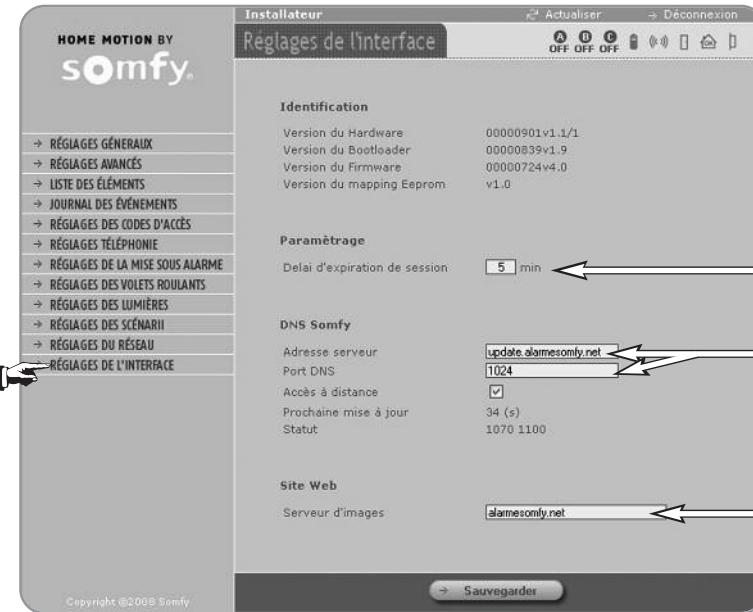 Installateur
Actualiser
Déconnexion
HOME MOTION BY
somfy.
Réglages de l'interface
A B C
OFF OFF OFF
RÉGLAGES GÉNERAUX
RÉGLAGES AVANCÉS
LISTE DES ÉLÉMENTS
JOURNAL DES ÉVÉNEMENTS
RÉGLAGES DES CODES D'ACCÈS
RÉGLAGES TÉLÉPHONIE
RÉGLAGES DE LA MISE SOUS ALARME
RÉGLAGES DES VOLETS ROULANTS
RÉGLAGES DES LUMIÈRES
RÉGLAGES DES SCÉNARII
RÉGLAGES DU RÉSEAU
RÉGLAGES DE L'INTERFACE
Identification
Version du Hardware 00000901v1.1/1
Version du Bootloader 00000839v1.9
Version du Firmware 00000724v4.0
Version du mapping Eeprom v1.0
Paramètrage
Delai d'expiration de session 5 min
DNS Somfy
Adresse serveur update.alarmesomfy.net
Port DNS 1024
Accès à distance
Prochaine mise à jour 34 (s)
Statut 1070 1100
Site Web
Serveur d'images alarmesomfy.net
Sauvegarder
Copyright @2008 Somfy